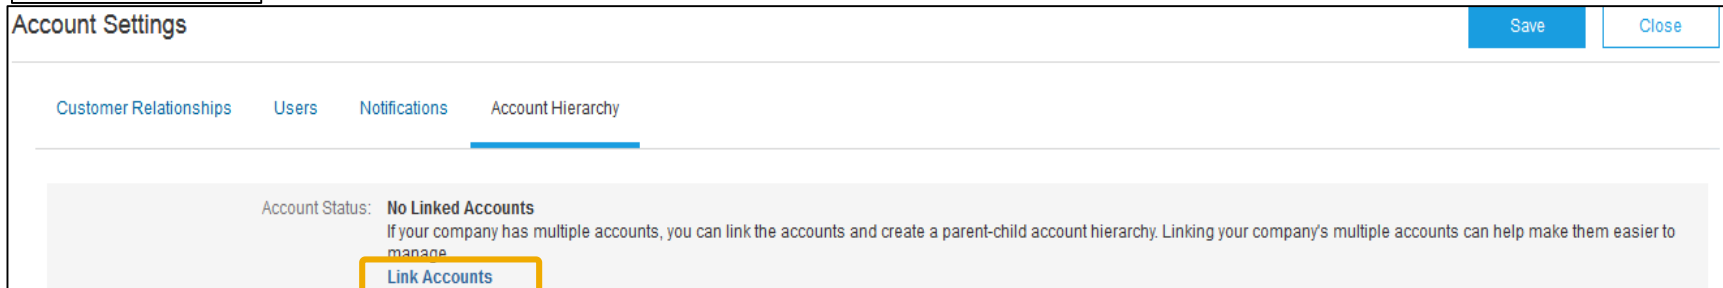 Account Settings
Save
Close
Customer Relationships
Users
Notifications
Account Hierarchy
Account Status: No Linked Accounts
If your company has multiple accounts, you can link the accounts and create a parent-child account hierarchy. Linking your company's multiple accounts can help make them easier to
manage.
Link Accounts